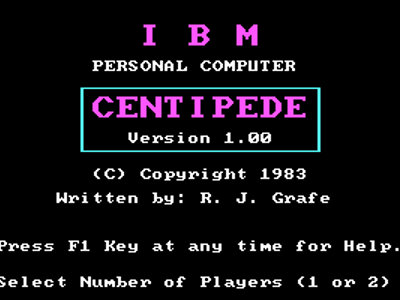 I B M
PERSONAL COMPUTER
CENTIPEDE
Version 1.00
(C) Copyright 1983
Written by: R. J. Grafe
Press F1 Key at any time for Help.
Select Number of Players (1 or 2)